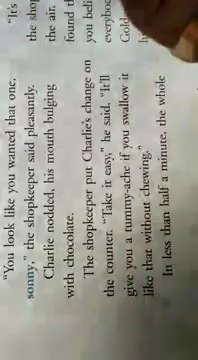 "You look like you wanted that one,
sonny," the shopkeeper said pleasantly.
Charlie nodded, his mouth bulging
with chocolate.
The shopkeeper put Charlie's change on
the counter. "Take it easy," he said. "It'll
give you a tummy-ache if you swallow it
like that without chewing."
In less than half a minute, the whole
"It's
the shop
the air,
found th
you beli
everybod
Gold